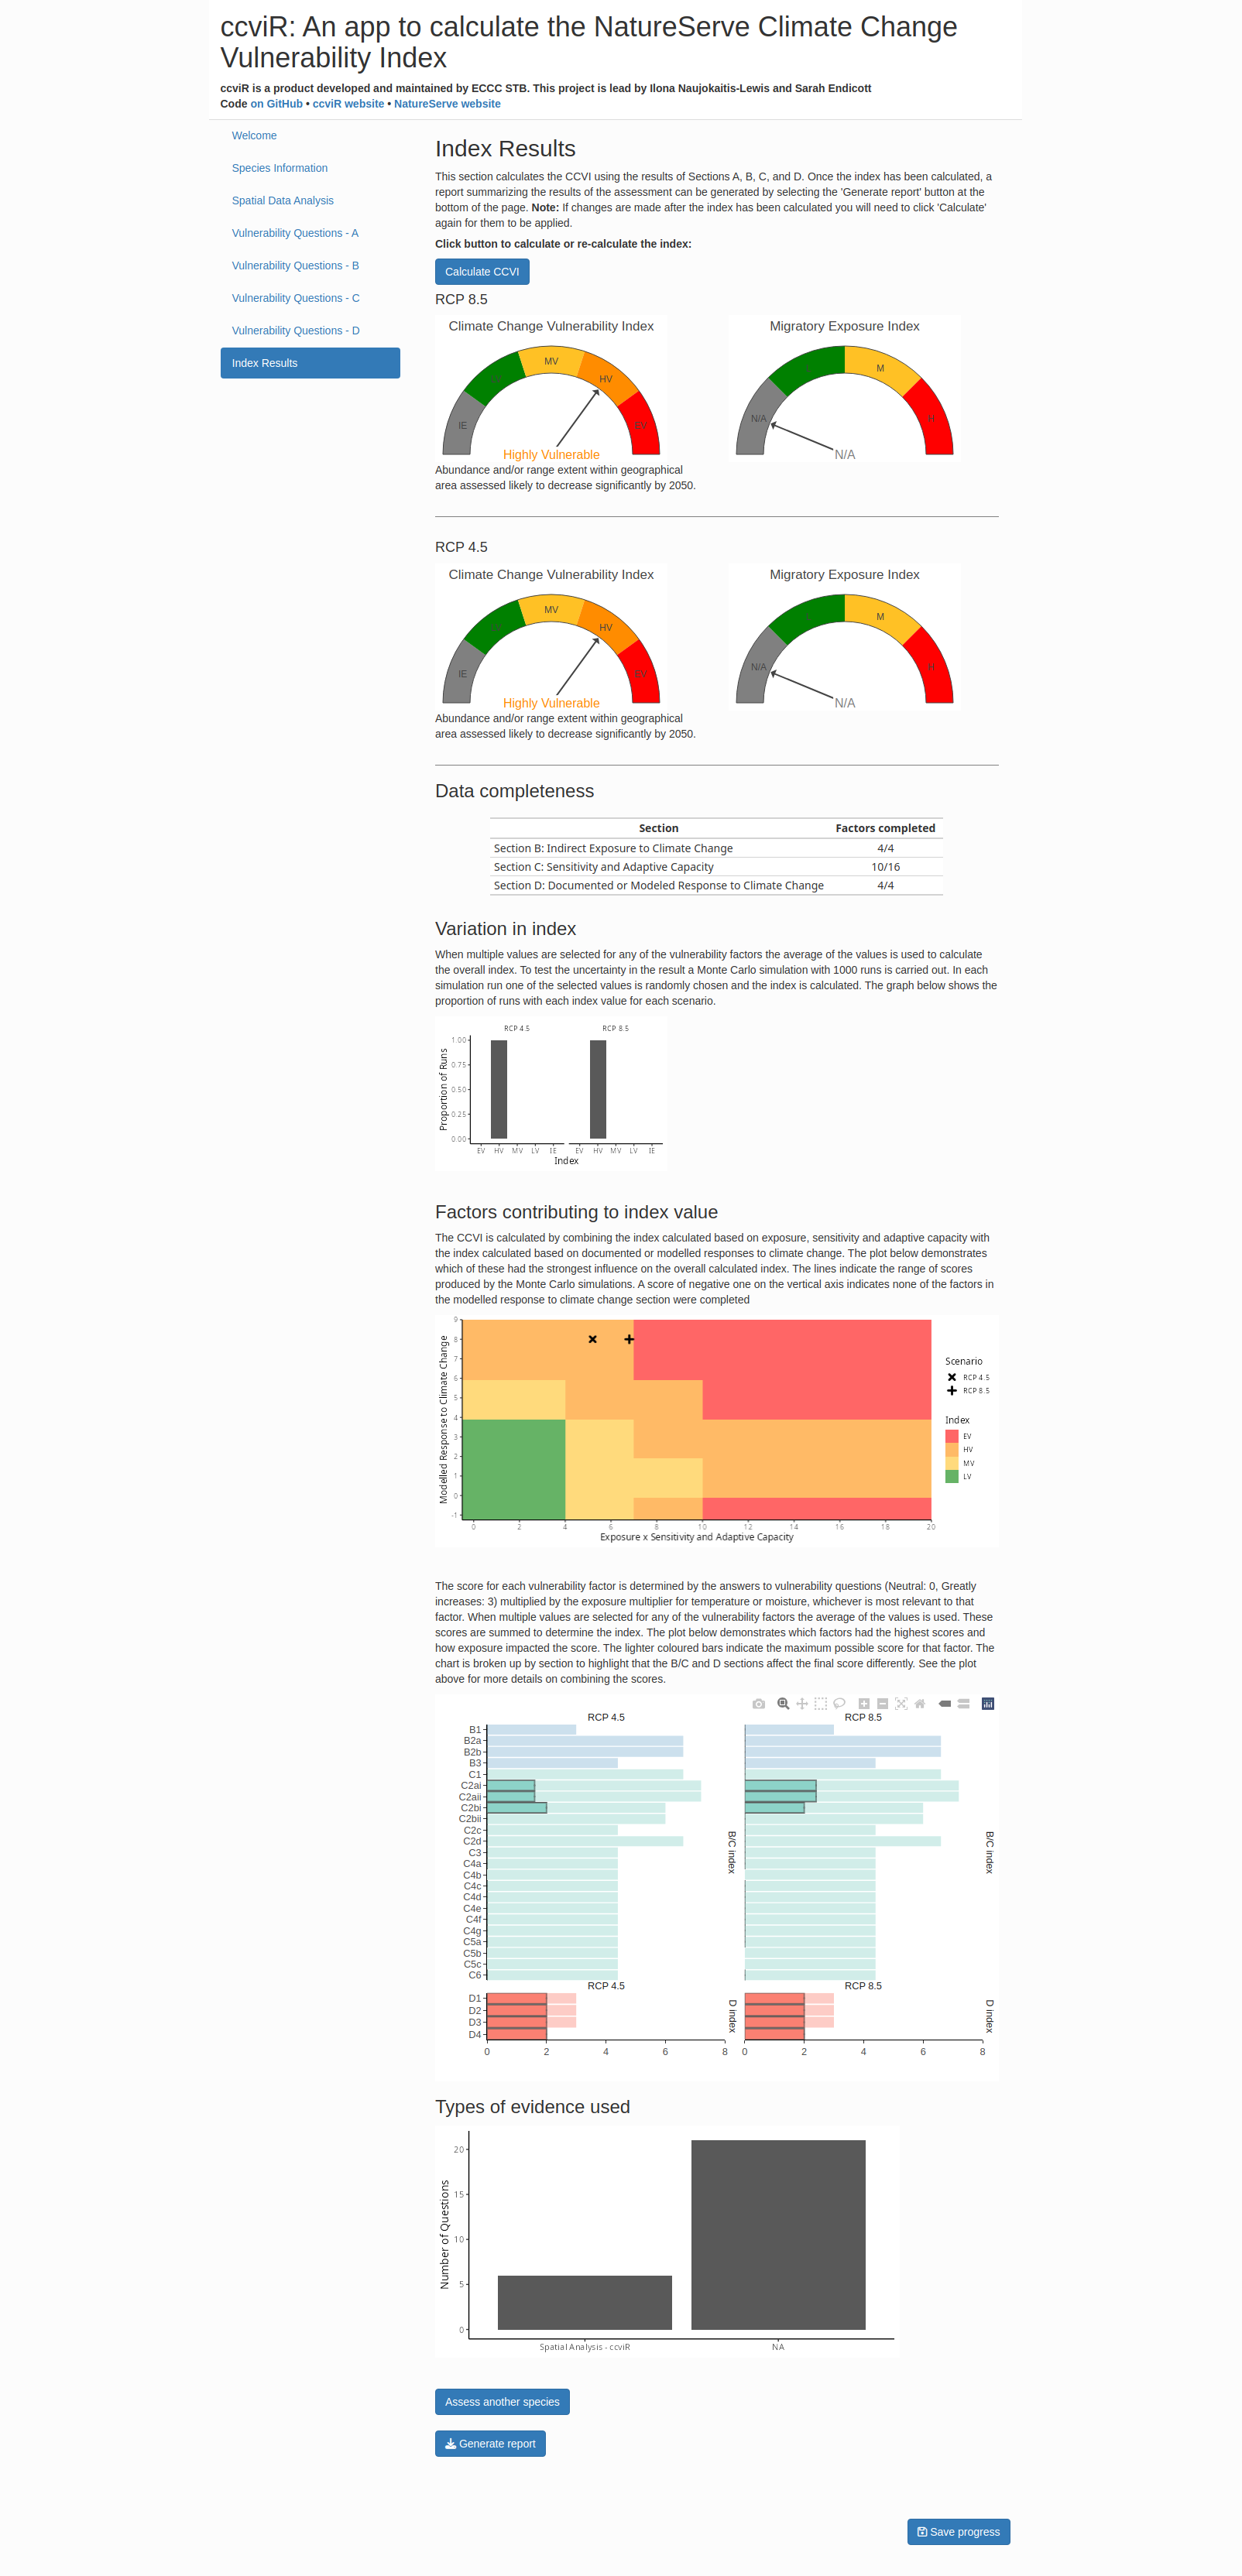 ccviR: An app to calculate the NatureServe Climate Change
Vulnerability Index
ccviR is a product developed and maintained by ECCC STB. This project is lead by Ilona Naujokaitis-Lewis and Sarah Endicott
Code on GitHub • ccviR website • NatureServe website
Welcome
Species Information
Spatial Data Analysis
Vulnerability Questions - A
Vulnerability Questions - B
Vulnerability Questions - C
Vulnerability Questions - D
Index Results
Index Results
This section calculates the CCVI using the results of Sections A, B, C, and D. Once the index has been calculated, a
report summarizing the results of the assessment can be generated by selecting the 'Generate report' button at the
bottom of the page. Note: If changes are made after the index has been calculated you will need to click 'Calculate'
again for them to be applied.
Click button to calculate or re-calculate the index:
Calculate CCVI
RCP 8.5
Climate Change Vulnerability Index
IE
LV
MV
HV
EV
Highly Vulnerable
Migratory Exposure Index
N/A
M
H
N/A
Abundance and/or range extent within geographical
area assessed likely to decrease significantly by 2050.
RCP 4.5
Climate Change Vulnerability Index
IE
LV
MV
HV
EV
Highly Vulnerable
Migratory Exposure Index
N/A
M
H
N/A
Abundance and/or range extent within geographical
area assessed likely to decrease significantly by 2050.
Data completeness
Section Factors completed
Section B: Indirect Exposure to Climate Change 4/4
Section C: Sensitivity and Adaptive Capacity 10/16
Section D: Documented or Modeled Response to Climate Change 4/4
Variation in index
When multiple values are selected for any of the vulnerability factors the average of the values is used to calculate
the overall index. To test the uncertainty in the result a Monte Carlo simulation with 1000 runs is carried out. In each
simulation run one of the selected values is randomly chosen and the index is calculated. The graph below shows the
proportion of runs with each index value for each scenario.
RCP 4.5 RCP 8.5
Proportion of Runs
1.00
0.75
0.50
0.25
0.00
EV HV MV LV IE EV HV MV LV IE
Index
Factors contributing to index value
The CCVI is calculated by combining the index calculated based on exposure, sensitivity and adaptive capacity with
the index calculated based on documented or modelled responses to climate change. The plot below demonstrates
which of these had the strongest influence on the overall calculated index. The lines indicate the range of scores
produced by the Monte Carlo simulations. A score of negative one on the vertical axis indicates none of the factors in
the modelled response to climate change section were completed
Modelled Response to Climate Change
9
8
7
6
5
4
3
2
1
0
-1
0 2 4 6 8 10 12 14 16 18 20
Exposure x Sensitivity and Adaptive Capacity
Scenario
RCP 4.5
RCP 8.5
Index
EV
HV
MV
LV
The score for each vulnerability factor is determined by the answers to vulnerability questions (Neutral: 0, Greatly
increases: 3) multiplied by the exposure multiplier for temperature or moisture, whichever is most relevant to that
factor. When multiple values are selected for any of the vulnerability factors the average of the values is used. These
scores are summed to determine the index. The plot below demonstrates which factors had the highest scores and
how exposure impacted the score. The lighter coloured bars indicate the maximum possible score for that factor. The
chart is broken up by section to highlight that the B/C and D sections affect the final score differently. See the plot
above for more details on combining the scores.
RCP 4.5 RCP 8.5
B1
B2a
B2b
B3
C1
C2ai
C2aii
C2bi
C2bii
C2c
C2d
C3
C4a
C4b
C4c
C4d
C4e
C4f
C4g
C5a
C5b
C5c
C6
B/C index
B/C index
RCP 4.5 RCP 8.5
D1
D2
D3
D4
D index
D index
0 2 4 6 8 0 2 4 6 8
Types of evidence used
Number of Questions
20
15
10
5
0
Spatial Analysis - ccviR NA
Assess another species
Generate report
Save progress